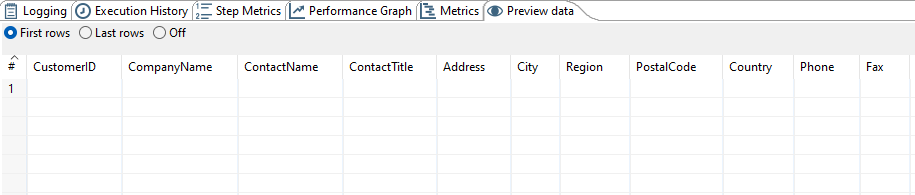 Logging Execution History Step Metrics Performance Graph Metrics Preview data
First rows Last rows Off
# CustomerID CompanyName ContactName ContactTitle Address City Region PostalCode Country Phone Fax
1